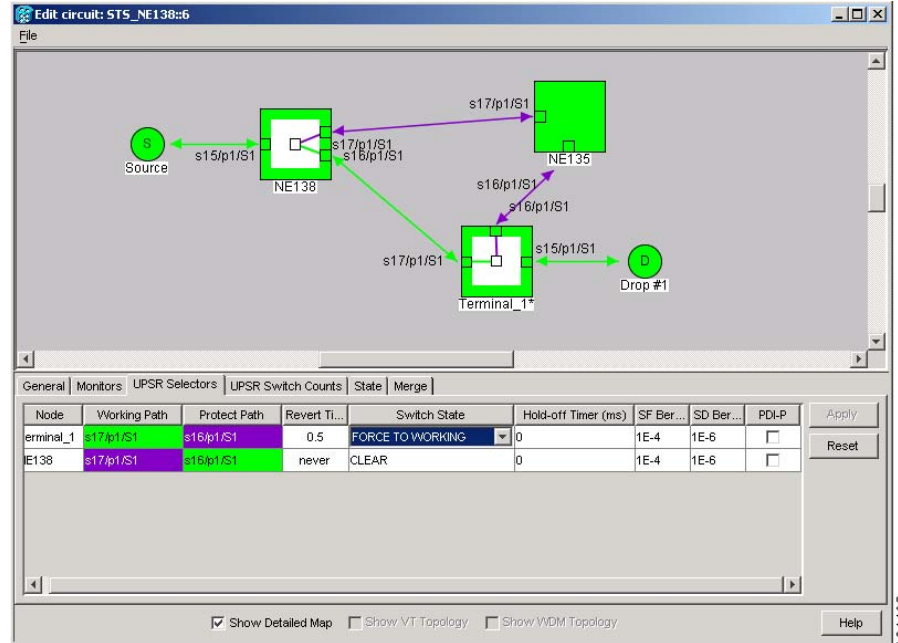 Edit circuit: STS_NE138::6
File
s17/p1/S1
S
Source
s15/p1/S1
s17/p1/S1
s16/p1/S1
NE138
NE135
s16/p1/S1
s16/p1/S1
s17/p1/S1
s15/p1/S1
D
Drop #1
Terminal_1*
General Monitors UPSR Selectors UPSR Switch Counts State Merge
Node Working Path Protect Path Revert Ti... Switch State Hold-off Timer (ms) SF Ber... SD Ber... PDI-P Apply
erminal_1 s17/p1/S1 s16/p1/S1 0.5 FORCE TO WORKING 0 1E-4 1E-6
Reset
E138 s17/p1/S1 s16/p1/S1 never CLEAR 0 1E-4 1E-6
Show Detailed Map Show VT Topology Show WDM Topology Help